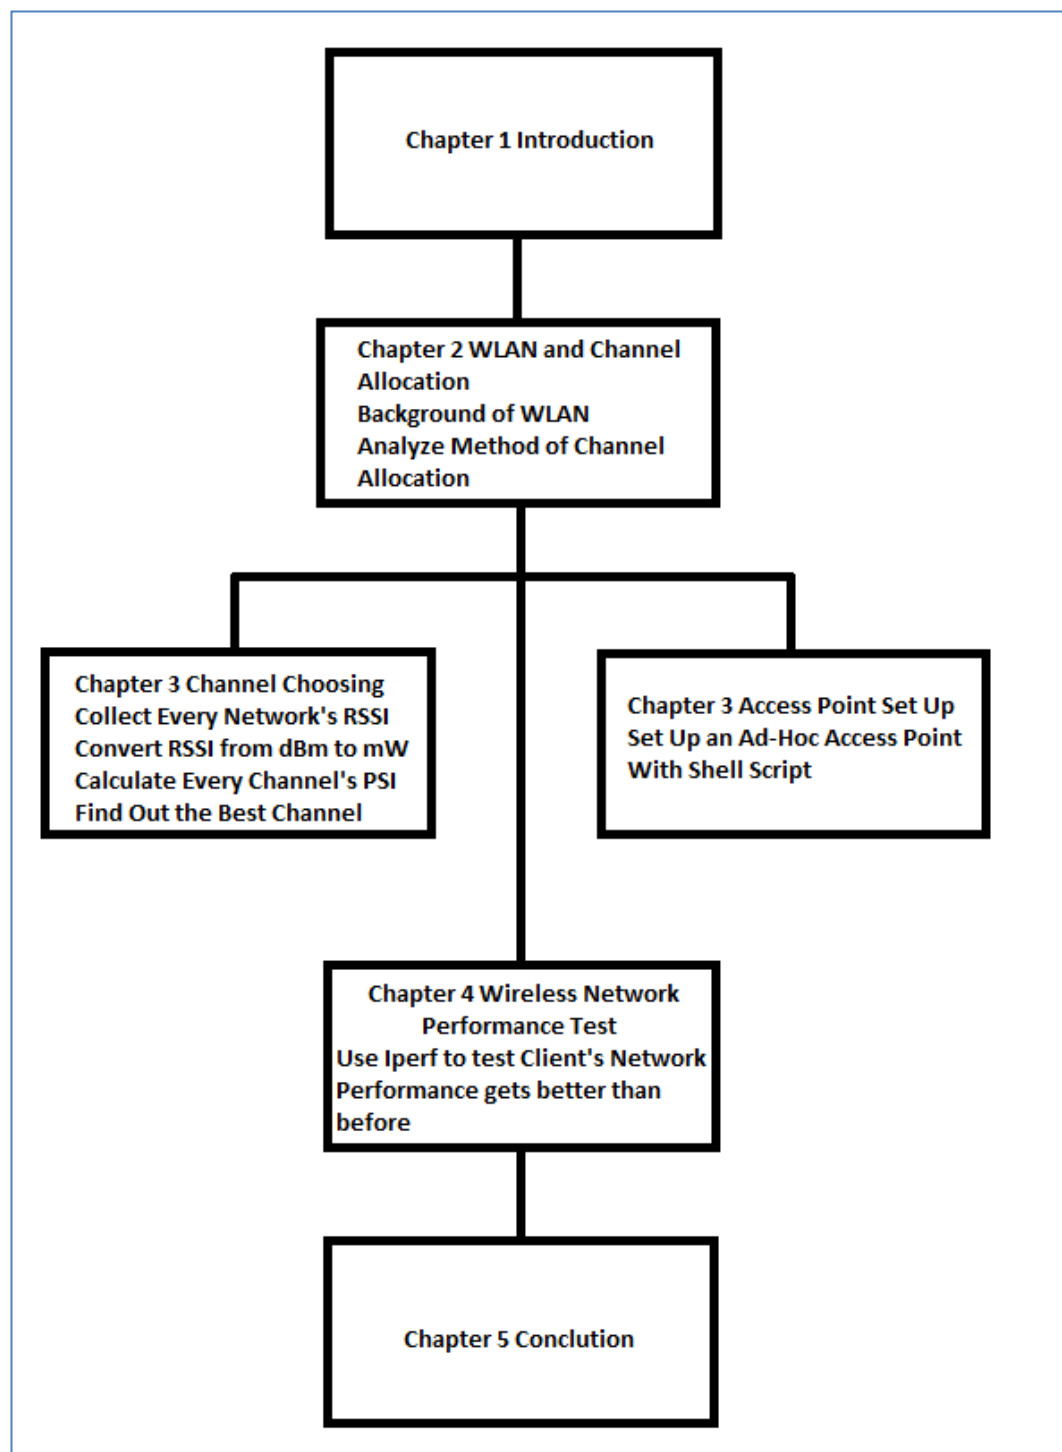 Chapter 1 Introduction
Chapter 2 WLAN and Channel
Allocation
Background of WLAN
Analyze Method of Channel
Allocation
Chapter 3 Channel Choosing
Collect Every Network's RSSI
Convert RSSI from dBm to mW
Calculate Every Channel's PSI
Find Out the Best Channel
Chapter 3 Access Point Set Up
Set Up an Ad-Hoc Access Point
With Shell Script
Chapter 4 Wireless Network
Performance Test
Use Iperf to test Client's Network
Performance gets better than
before
Chapter 5 Conclution